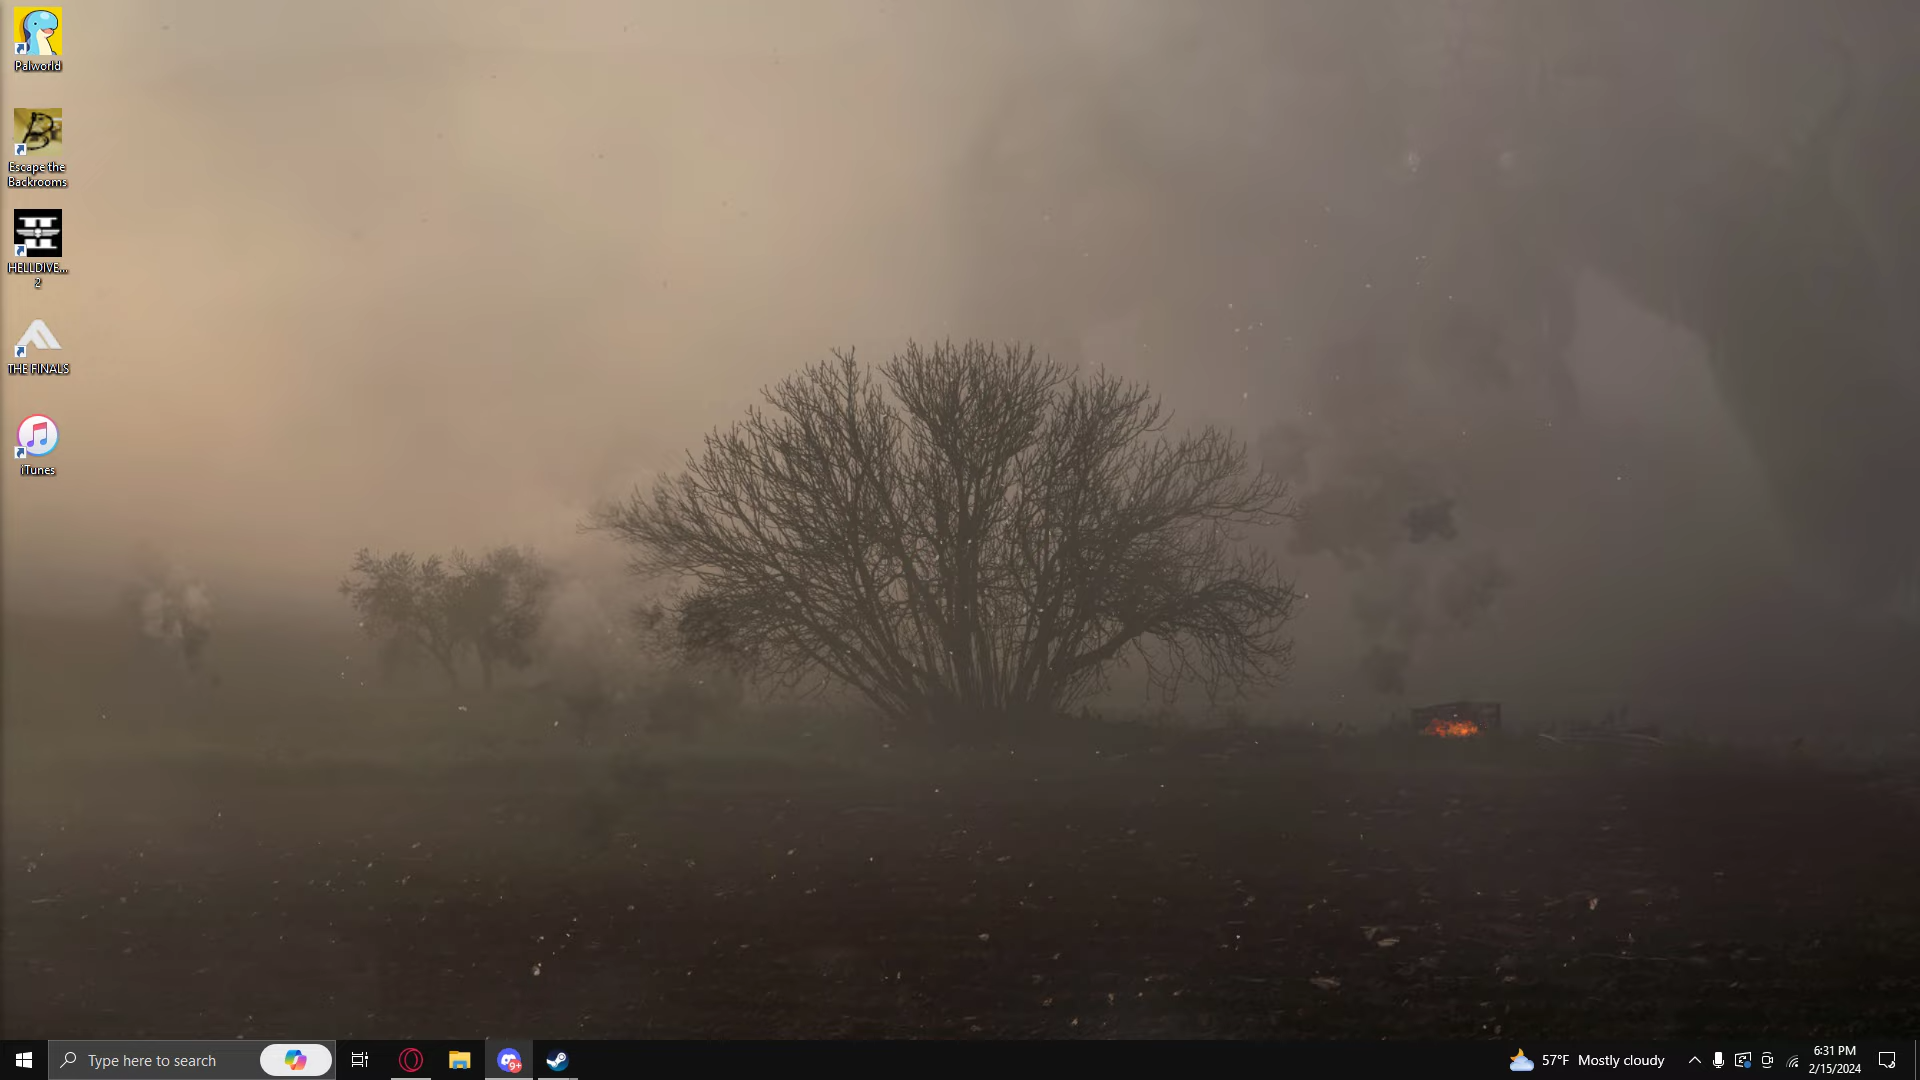 Palworld
Escape the
Backrooms
HELLDIVE...
2
THE FINALS
iTunes
Type here to search
9+
57°F Mostly cloudy
6:31 PM
2/15/2024